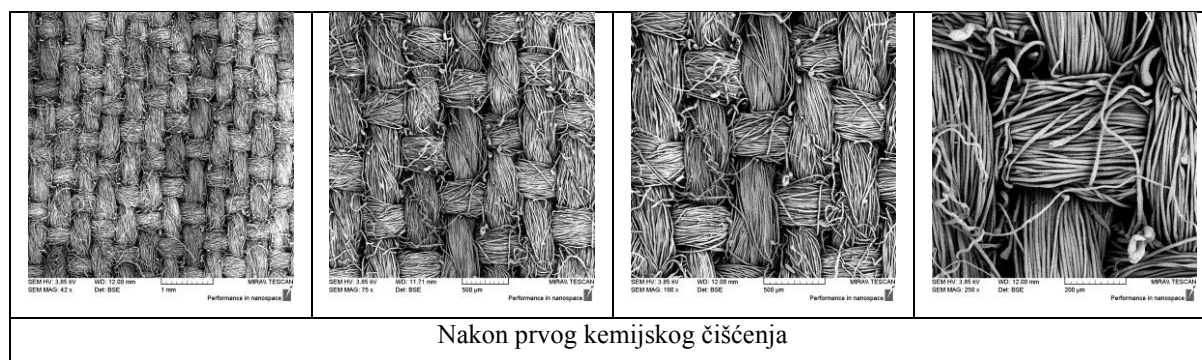 SEM HV: 3.85 kV WD: 12.00 mm MIRA\\ TESCAN
SEM MAG: 42 x Det: BSE 1 mm
Performance in nanospace
SEM HV: 3.85 kV WD: 11.71 mm MIRA\\ TESCAN
SEM MAG: 75 x Det: BSE 500 µm
Performance in nanospace
SEM HV: 3.85 kV WD: 12.00 mm MIRA\\ TESCAN
SEM MAG: 100 x Det: BSE 500 µm
Performance in nanospace
SEM HV: 3.85 kV WD: 12.00 mm MIRA\\ TESCAN
SEM MAG: 250 x Det: BSE 200 µm
Performance in nanospace
Nakon prvog kemijskog čišćenja